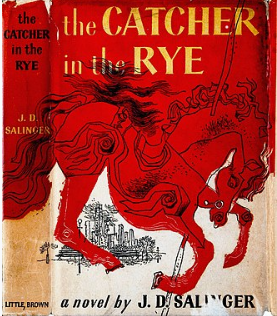 the
CATCHER
in the
RYE
J. D.
SALINGER
LITTLE, BROWN
the CATCHER
in the RYE
a novel by J. D. SALINGER